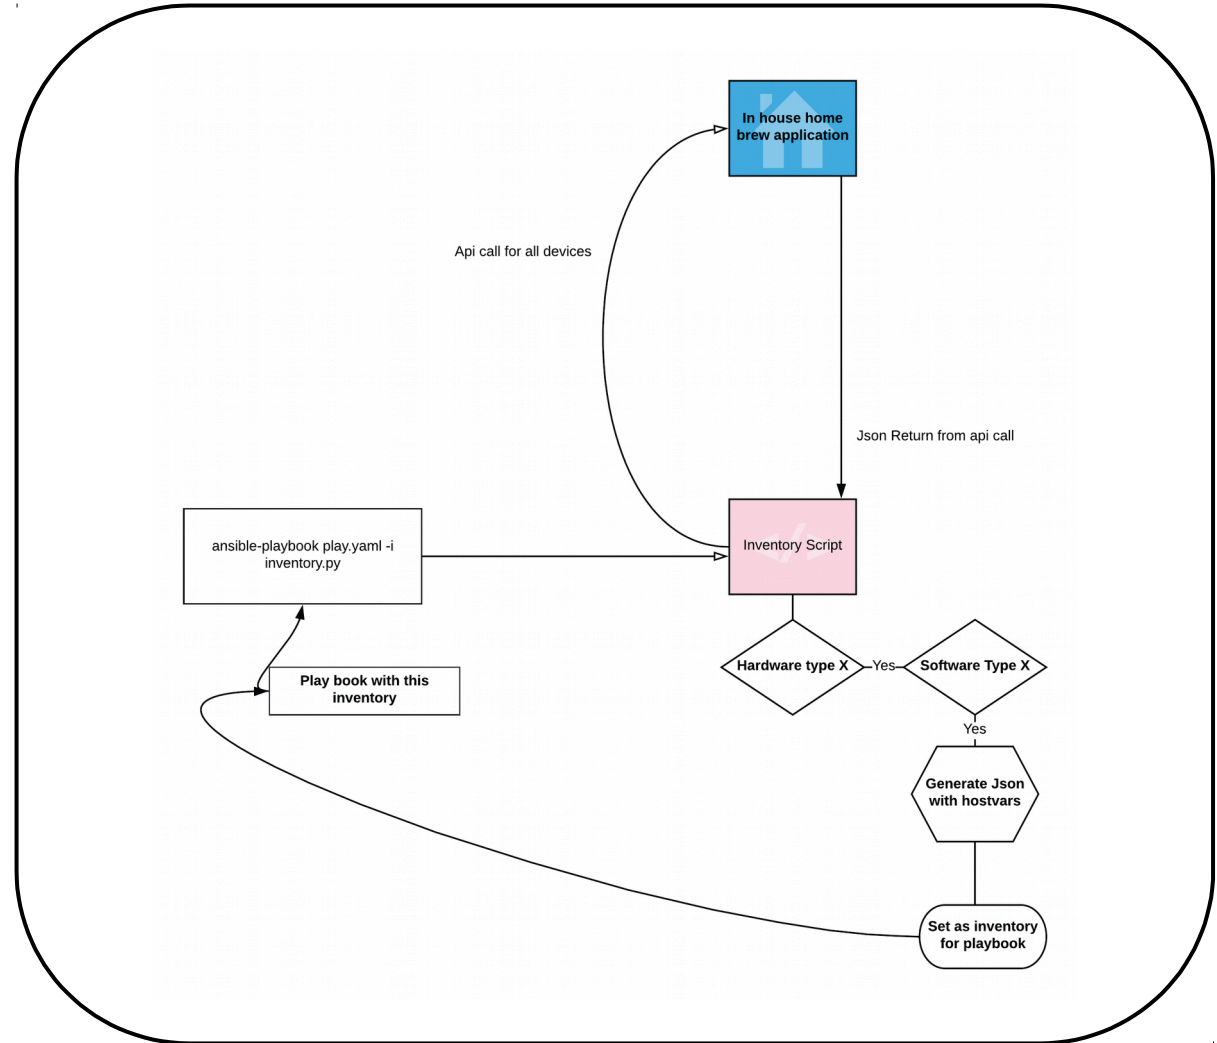 In house home
brew application
Api call for all devices
Json Return from api call
ansible-playbook play.yaml -i
inventory.py
Inventory Script
Hardware type X
Yes
Software Type X
Play book with this
inventory
Yes
Generate Json
with hostvars
Set as inventory
for playbook